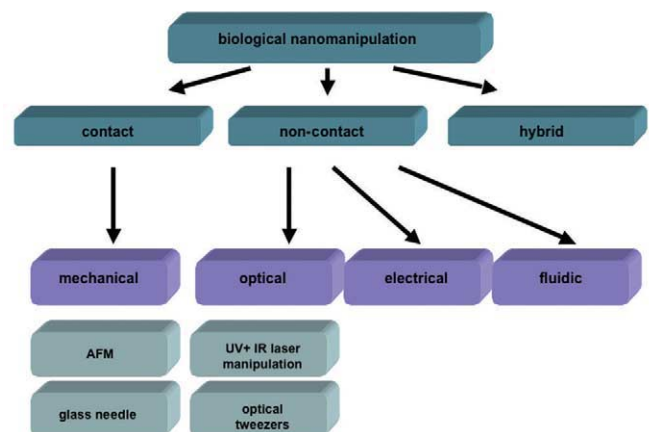 biological nanomanipulation
contact
non-contact
hybrid
mechanical
optical
electrical
fluidic
AFM
UV+ IR laser
manipulation
glass needle
optical
tweezers